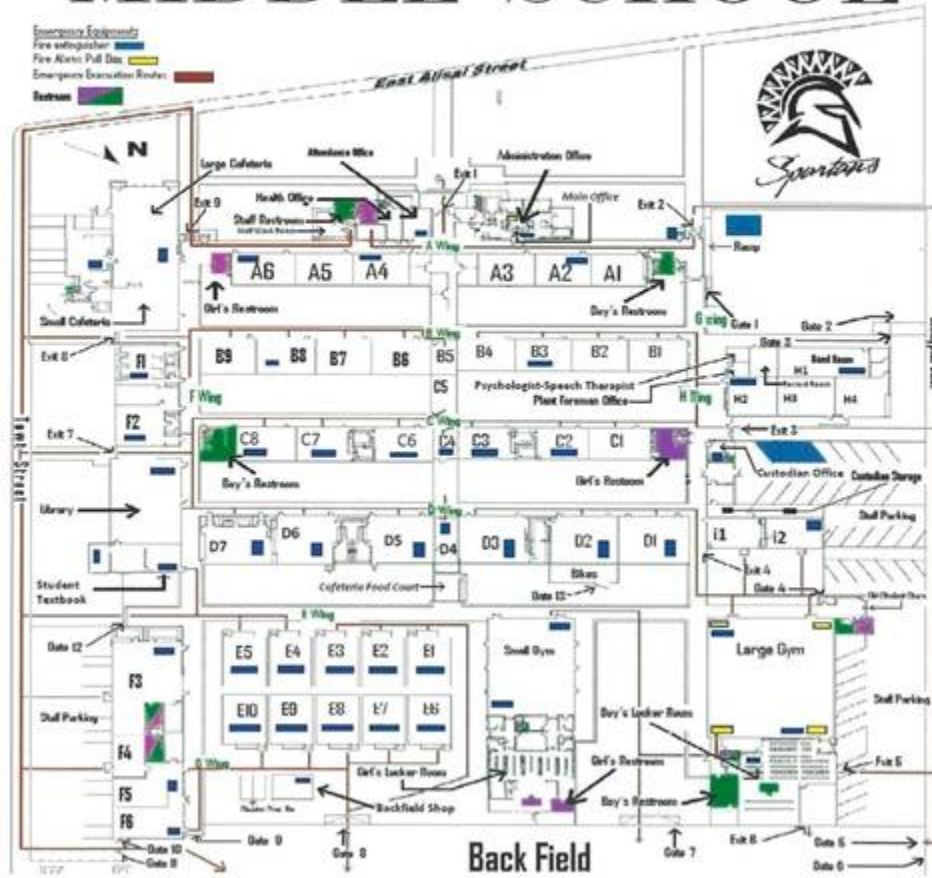 MIDDLE SCHOOL
Emergency Equipments
Fire extinguisher
Fire Alarm Pull Box
Emergency Evacuation Routes
Restroom
East Alisal Street
Spartans
N
Large Cafeteria
Attendance Office
Administration Office
Exit 1
Health Office
Main Office
Exit 9
Staff Restrooms
Exit 2
A Wing
Ramp
A6
A5
A4
A3
A2
A1
Girl's Restroom
Boy's Restroom
Small Cafeteria
G wing
Gate 1
Gate 2
Gate 3
B Wing
Exit 8
F1
B9
B8
B7
B6
B5
B4
B3
B2
B1
Band Room
H1
C5
Psychologist-Speech Therapist
Plant Foreman Office
F Wing
H Wing
H2
H3
H4
F2
C Wing
Exit 7
C8
C7
C6
C4
C3
C2
C1
Exit 3
Boy's Restroom
Girl's Restoom
Custodian Office
Custodian Storage
Library
D Wing
Staff Parking
D7
D6
D5
D4
D3
D2
D1
i1
i2
Bikes
Exit 4
Student
Textbook
Cafeteria Food Court
Gate 13
Gate 4
E Wing
Gate 12
E5
E4
E3
E2
E1
Small Gym
Large Gym
F3
Staff Parking
E10
E9
E8
E7
E6
Boy's Locker Room
Staff Parking
F4
G Wing
Girl's Locker Room
Girl's Restroom
Exit 5
F5
Backfield Shop
Boy's Restroom
F6
Gate 10
Gate 9
Gate 8
Back Field
Gate 7
Exit 6
Gate 5
Gate 11
Gate 6